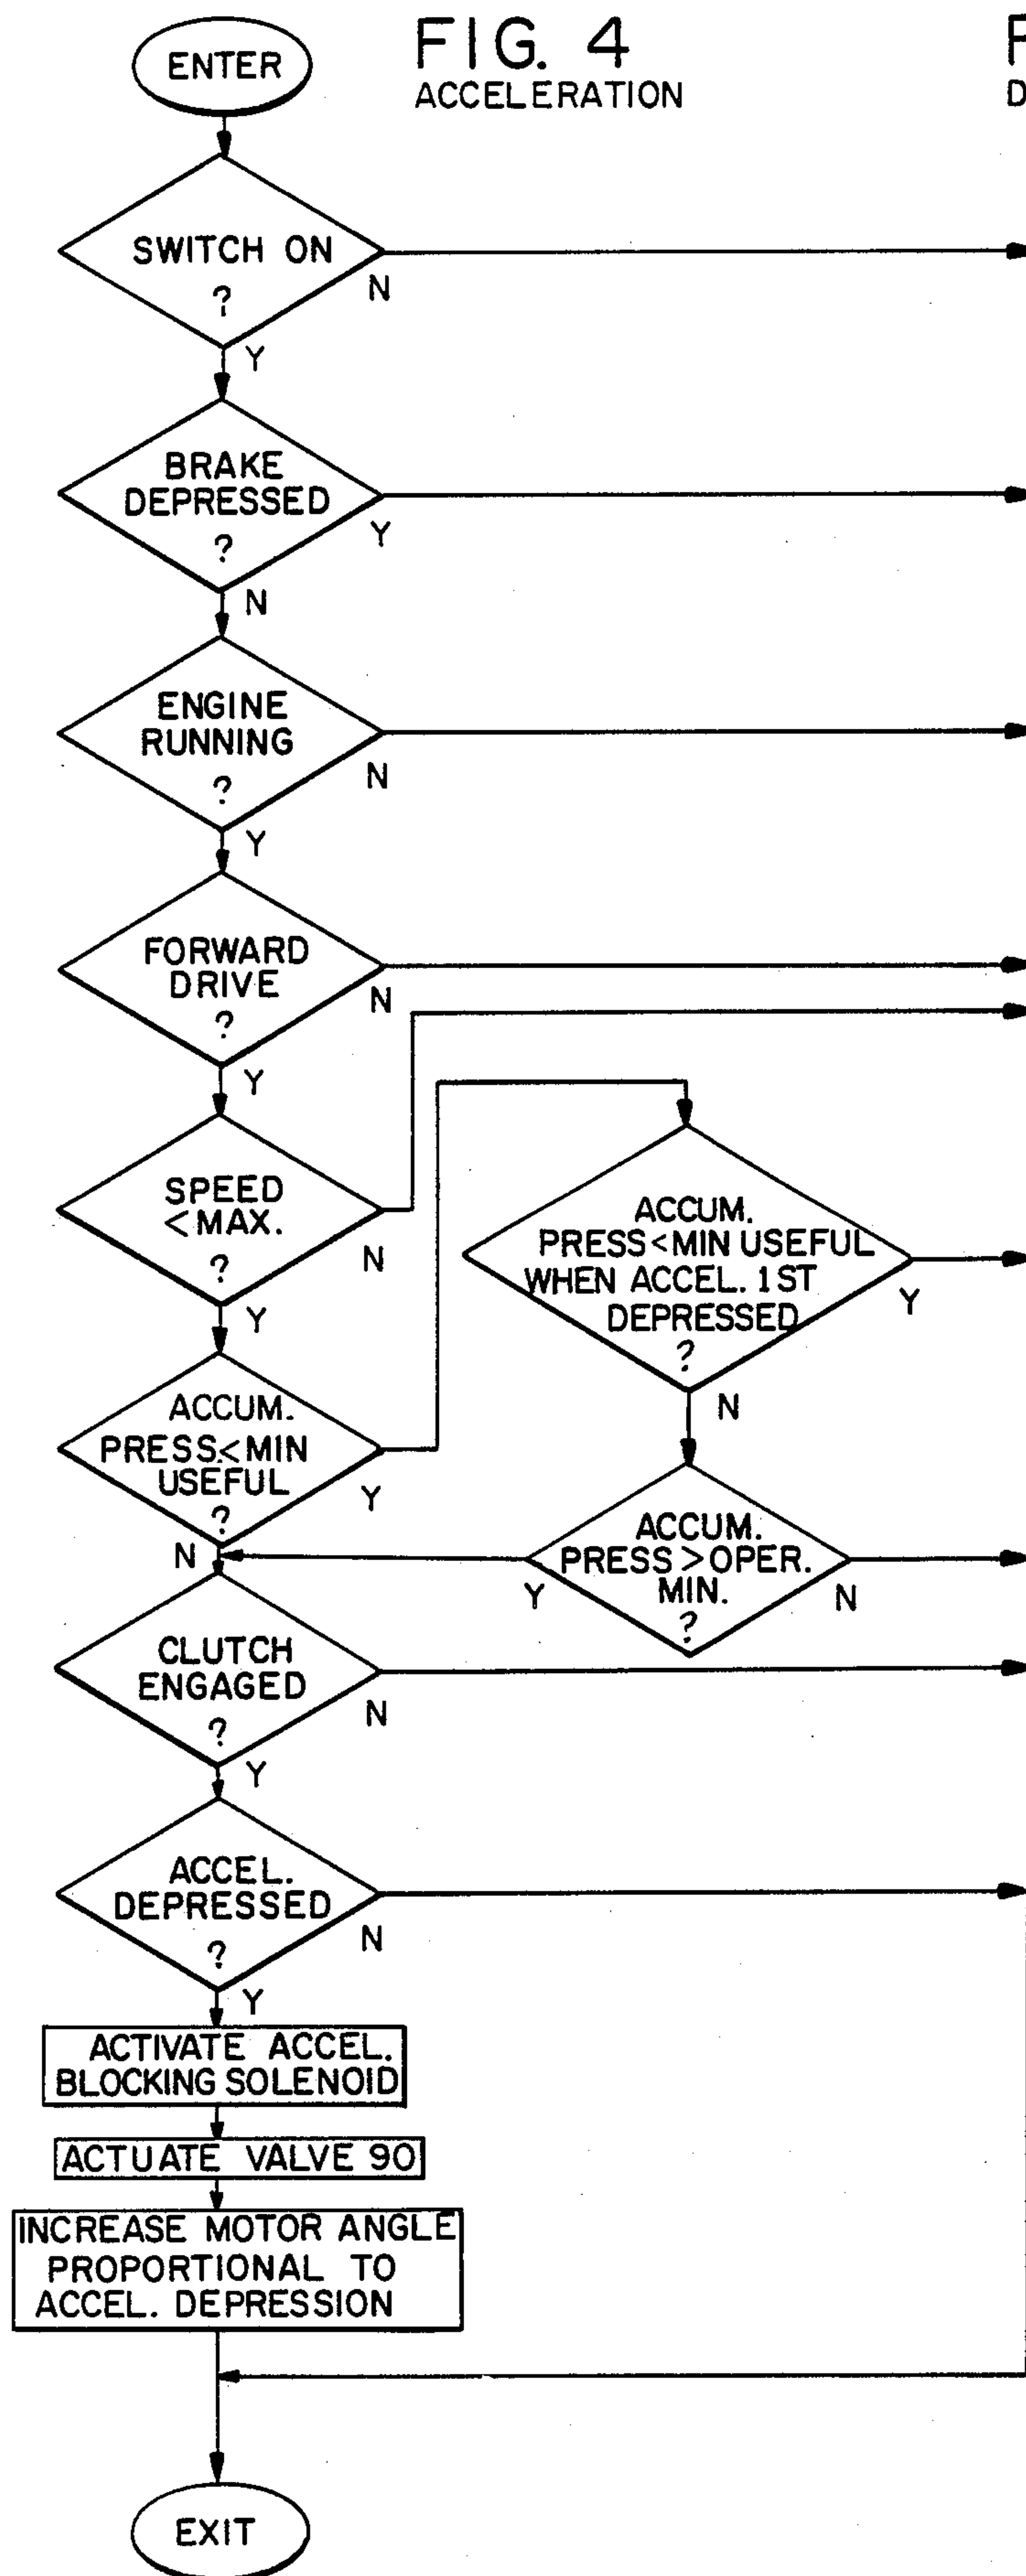 ENTER
FIG. 4
ACCELERATION
SWITCH ON
?
N
Y
BRAKE
DEPRESSED
?
Y
N
ENGINE
RUNNING
?
N
Y
FORWARD
DRIVE
?
N
Y
SPEED
<MAX.
?
N
Y
ACCUM.
PRESS<MIN USEFUL
WHEN ACCEL. 1ST
DEPRESSED
?
Y
N
ACCUM.
PRESS.<MIN
USEFUL
?
Y
N
ACCUM.
PRESS >OPER.
MIN.
?
Y
N
CLUTCH
ENGAGED
?
N
Y
ACCEL.
DEPRESSED
?
N
Y
ACTIVATE ACCEL.
BLOCKING SOLENOID
ACTUATE VALVE 90
INCREASE MOTOR ANGLE
PROPORTIONAL TO
ACCEL. DEPRESSION
EXIT